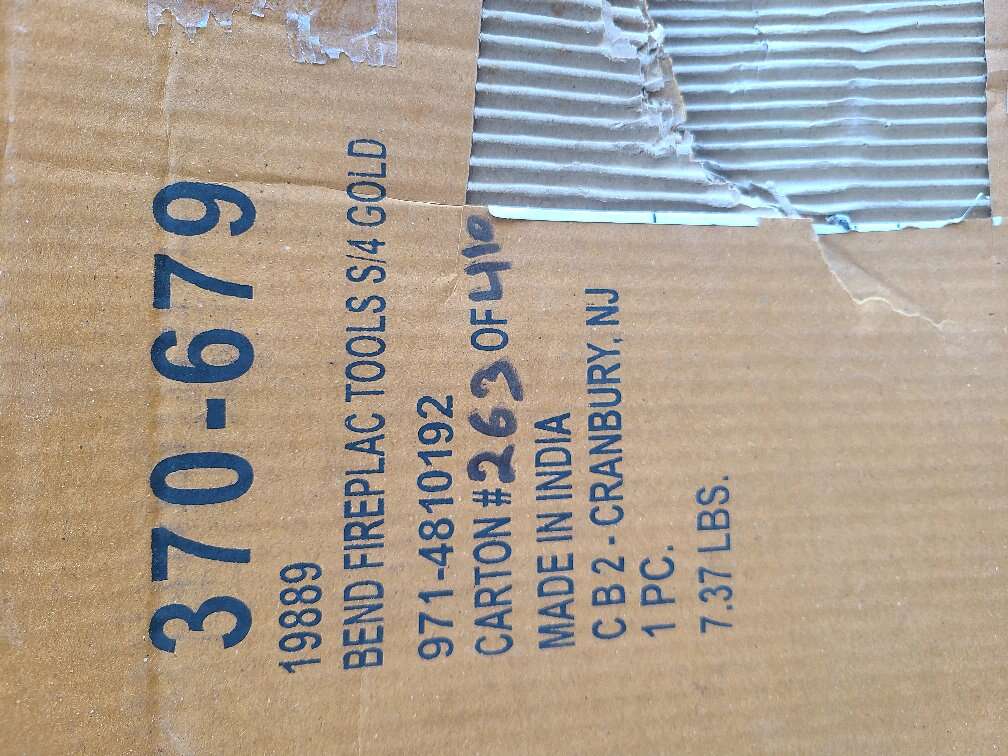 370-679
19889
BEND FIREPLAC TOOLS S/4 GOLD
971-4810192
CARTON #263 OF 410
MADE IN INDIA
C B 2 - CRANBURY, NJ
1 PC.
7.37 LBS.